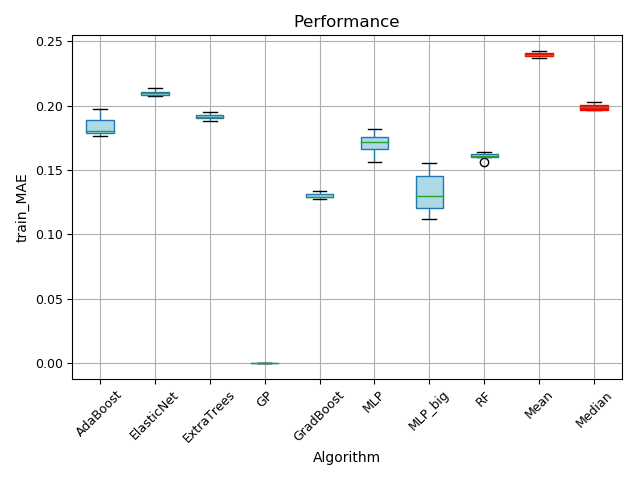 Performance
0.25
0.20
0.15
0.10
0.05
0.00
train_MAE
AdaBoost
ElasticNet
ExtraTrees
GP
GradBoost
MLP
MLP_big
RF
Mean
Median
Algorithm